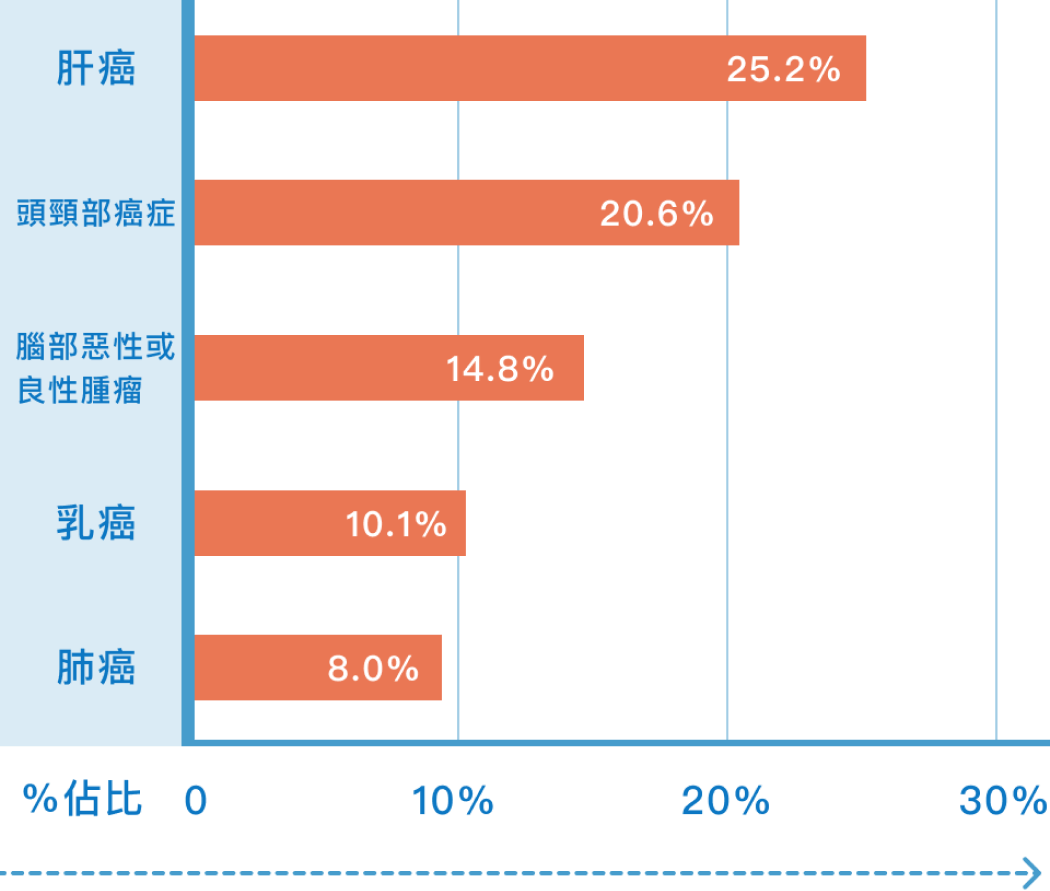 肝癌
25.2%
頭頸部癌症
20.6%
腦部惡性或
良性腫瘤
14.8%
乳癌
10.1%
肺癌
8.0%
%佔比 0 10% 20% 30%